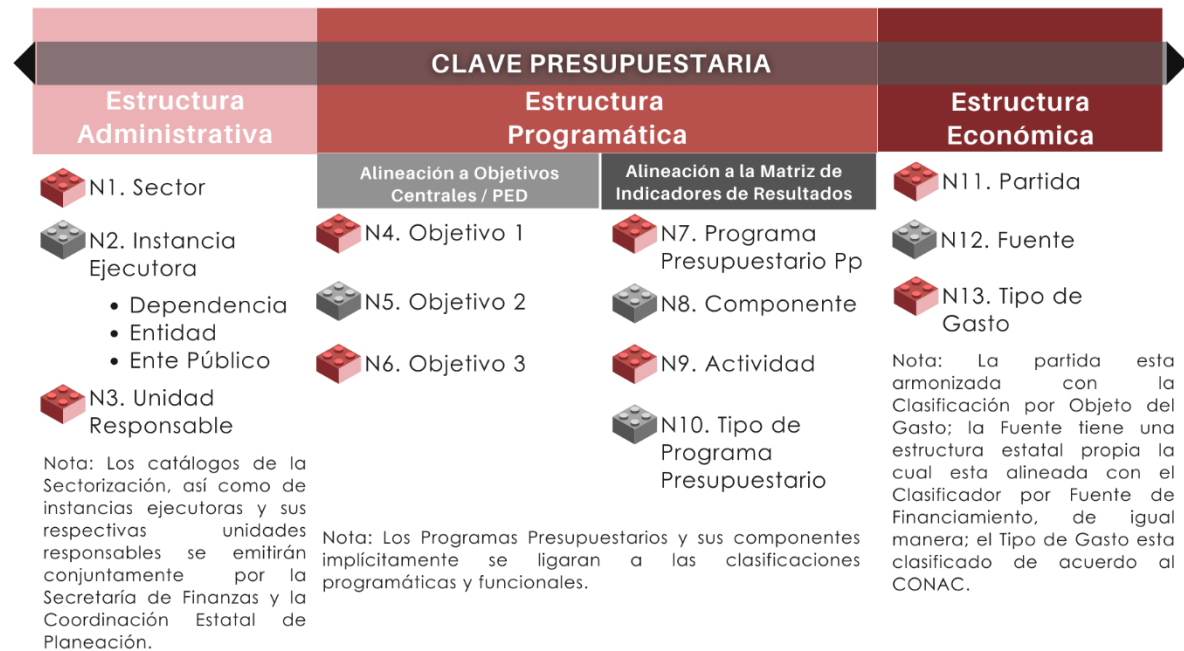 CLAVE PRESUPUESTARIA
Estructura
Administrativa
N1. Sector
N2. Instancia
Ejecutora
• Dependencia
• Entidad
• Ente Público
N3. Unidad
Responsable
Nota: Los catálogos de la
Sectorización, así como de
instancias ejecutoras y sus
respectivas unidades
responsables se emitirán
conjuntamente por la
Secretaría de Finanzas y la
Coordinación Estatal de
Planeación.
Estructura
Programática
Alineación a Objetivos
Centrales / PED
N4. Objetivo 1
N5. Objetivo 2
N6. Objetivo 3
Alineación a la Matriz de
Indicadores de Resultados
N7. Programa
Presupuestario Pp
N8. Componente
N9. Actividad
N10. Tipo de
Programa
Presupuestario
Nota: Los Programas Presupuestarios y sus componentes
implícitamente se ligaran a las clasificaciones
programáticas y funcionales.
Estructura
Económica
N11. Partida
N12. Fuente
N13. Tipo de
Gasto
Nota: La partida esta
armonizada con la
Clasificación por Objeto del
Gasto; la Fuente tiene una
estructura estatal propia la
cual esta alineada con el
Clasificador por Fuente de
Financiamiento, de igual
manera; el Tipo de Gasto esta
clasificado de acuerdo al
CONAC.